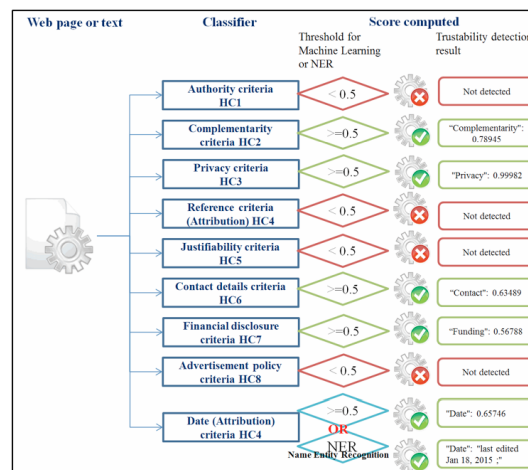 Web page or text
Classifier
Score computed
Threshold for
Machine Learning
or NER
Trustability detection
result
Authority criteria
HC1
< 0.5
Not detected
Complementarity
criteria HC2
>=0.5
"Complementarity":
0.78945
Privacy criteria
HC3
>=0.5
"Privacy": 0.99982
Reference criteria
(Attribution) HC4
< 0.5
Not detected
Justifiability criteria
HC5
< 0.5
Not detected
Contact details criteria
HC6
>=0.5
"Contact": 0.63489
Financial disclosure
criteria HC7
>=0.5
"Funding": 0.56788
Advertisement policy
criteria HC8
< 0.5
Not detected
Date (Attribution)
criteria HC4
>=0.5
"Date": 0.65746
OR
NER
Name Entity Recognition
"Date": "last edited
Jan 18, 2015 ;"